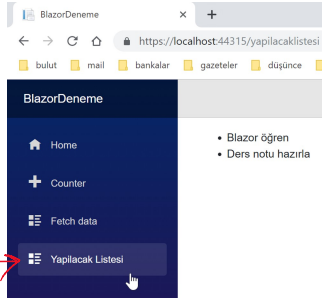 BlazorDeneme
https://localhost:44315/yapilacaklistesi
bulut mail bankalar gazeteler düşünce
BlazorDeneme
Home
Counter
Fetch data
Yapilacak Listesi
Blazor öğren
Ders notu hazırla